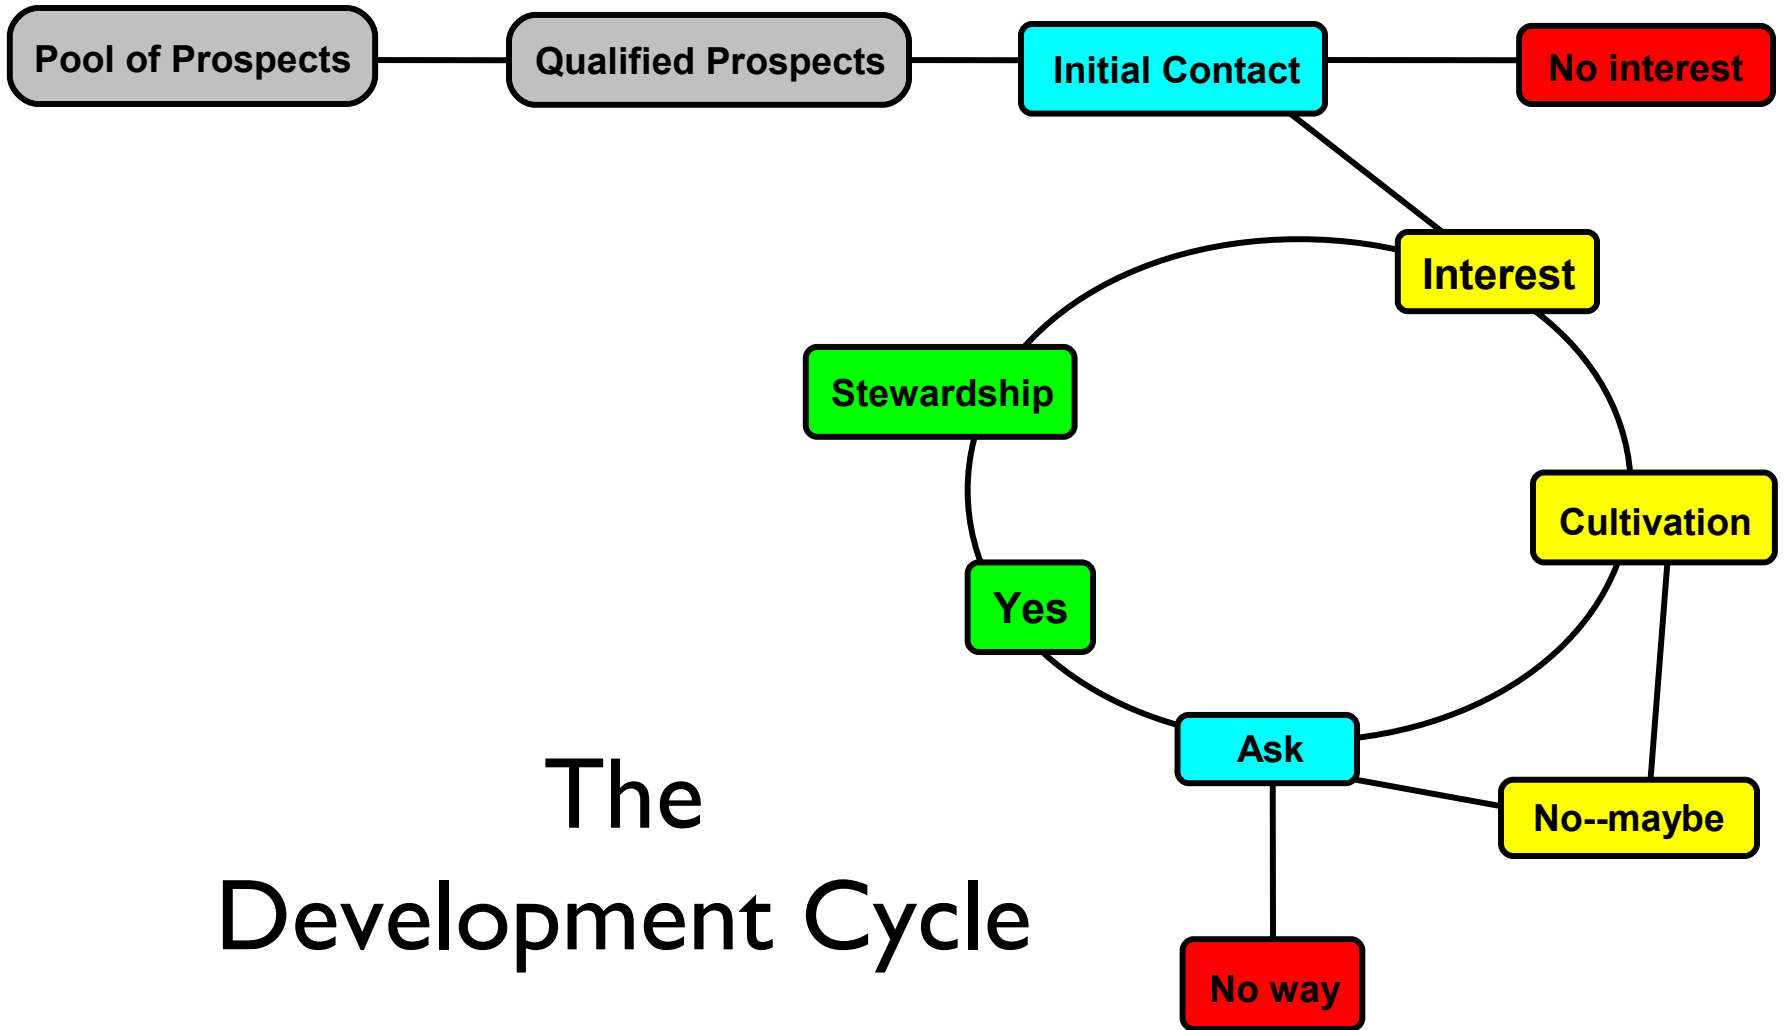 Pool of Prospects
Qualified Prospects
Initial Contact
No interest
Interest
Stewardship
Cultivation
Yes
Ask
No--maybe
No way
The
Development Cycle